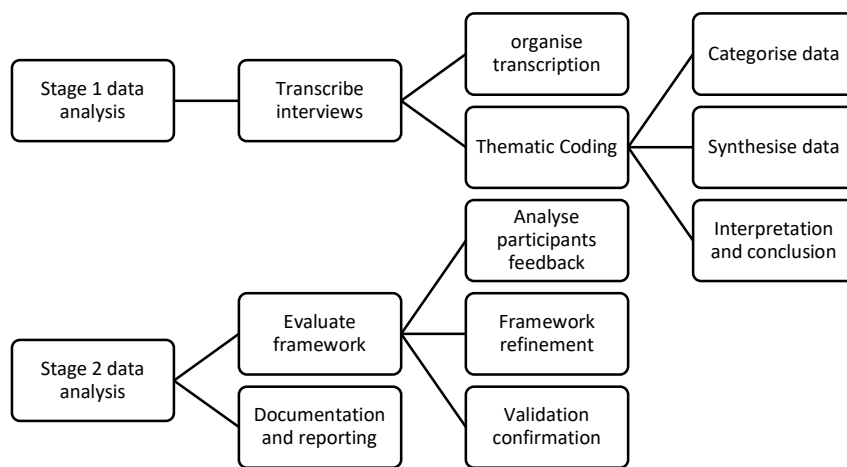 Stage 1 data
analysis
Transcribe
interviews
organise
transcription
Thematic Coding
Categorise data
Synthesise data
Interpretation
and conclusion
Stage 2 data
analysis
Evaluate
framework
Analyse
participants
feedback
Framework
refinement
Validation
confirmation
Documentation
and reporting